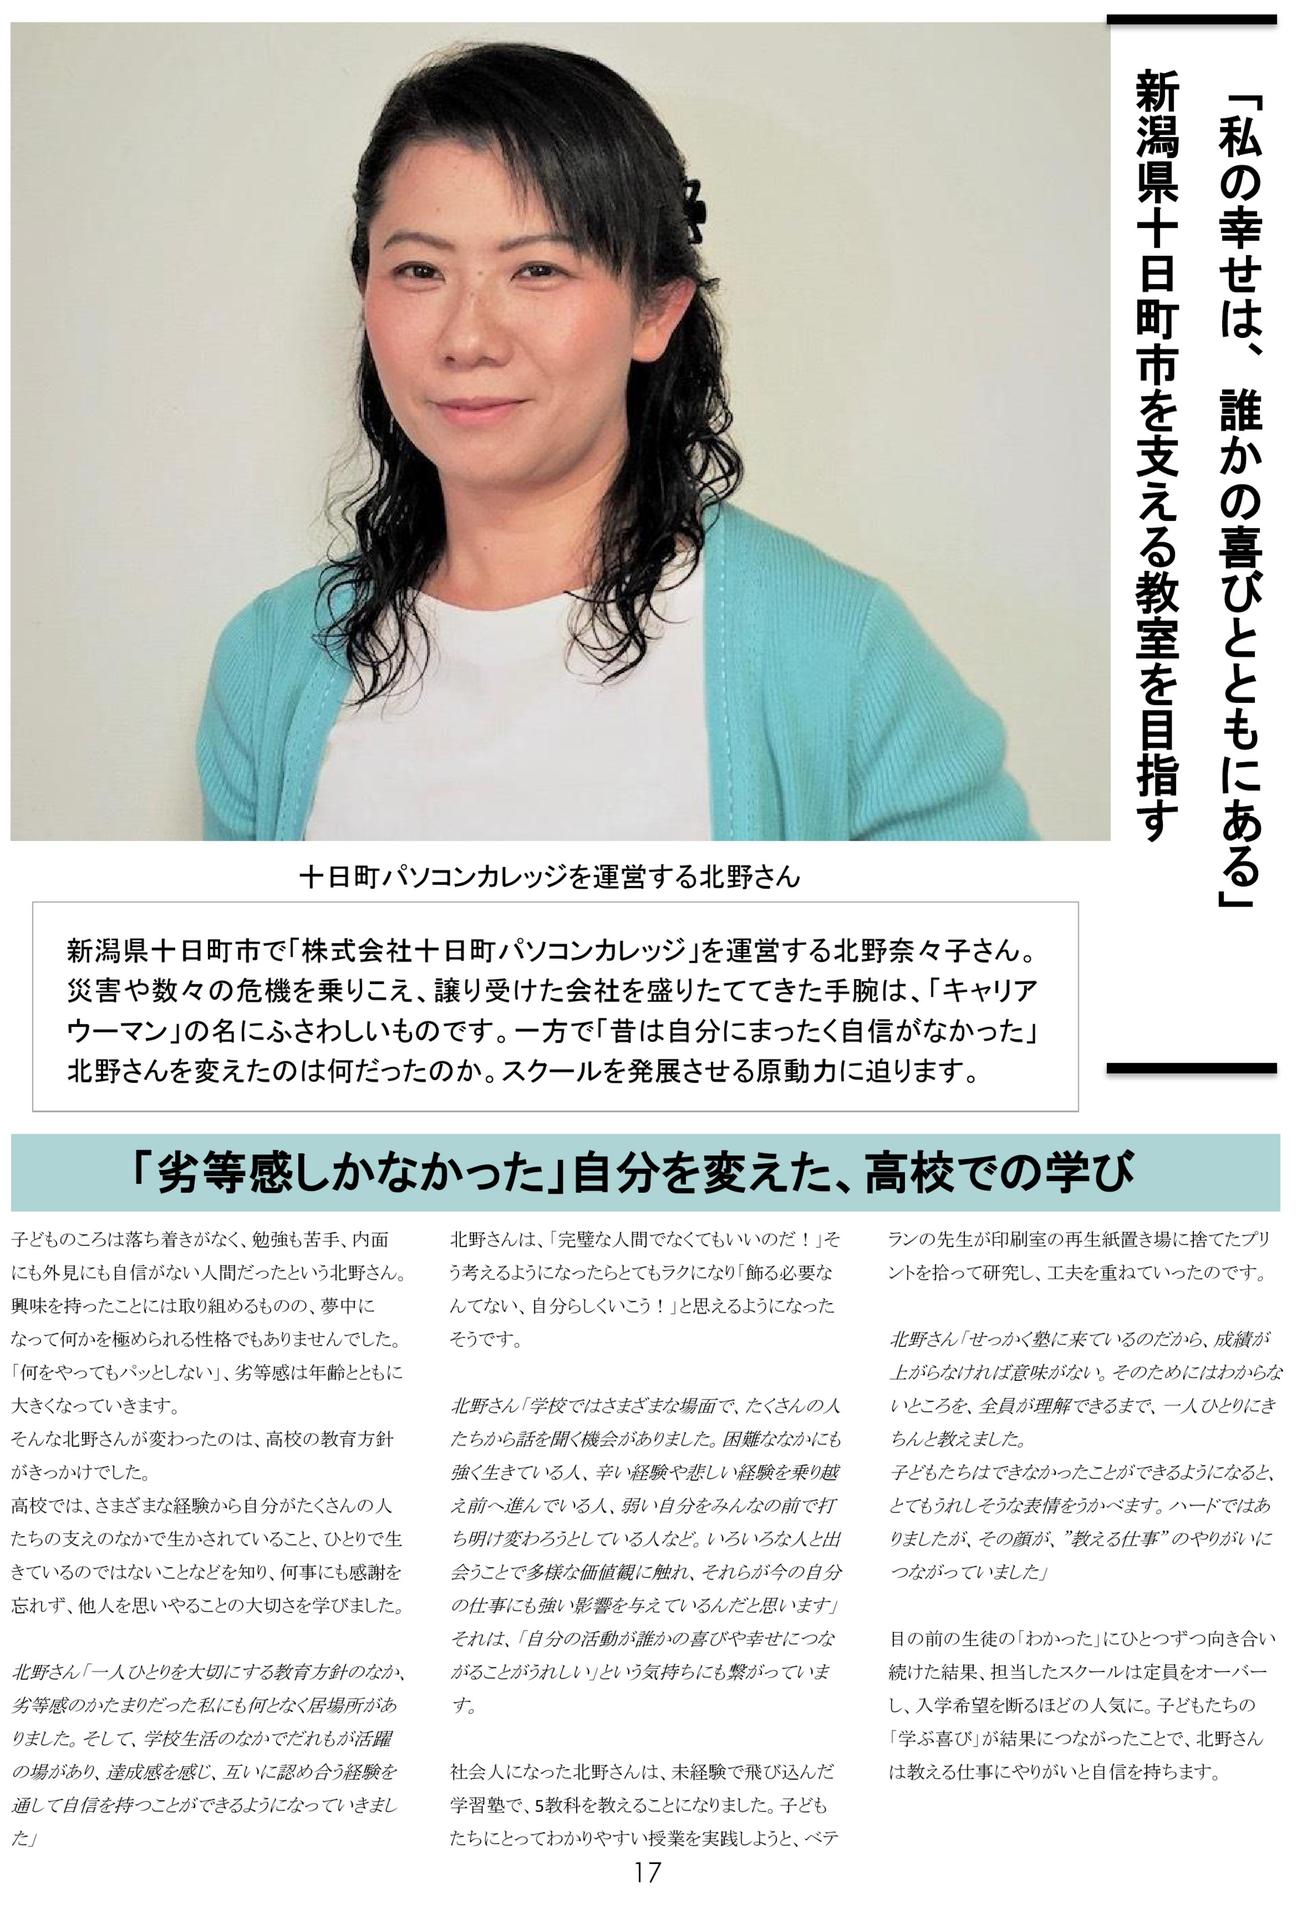 「私の幸せは、誰かの喜びとともにある」
新潟県十日町市を支える教室を目指す
十日町パソコンカレッジを運営する北野さん
新潟県十日町市で「株式会社十日町パソコンカレッジ」を運営する北野奈々子さん。
災害や数々の危機を乗りこえ、譲り受けた会社を盛りたててきた手腕は、「キャリア
ウーマン」の名にふさわしいものです。一方で「昔は自分にまったく自信がなかった」
北野さんを変えたのは何だったのか。スクールを発展させる原動力に迫ります。
「劣等感しかなかった」自分を変えた、高校での学び
子どものころは落ち着きがなく、勉強も苦手、内面
にも外見にも自信がない人間だったという北野さん。
興味を持ったことには取り組めるものの、夢中に
なって何かを極められる性格でもありませんでした。
「何をやってもパッとしない」、劣等感は年齢とともに
大きくなっていきます。
そんな北野さんが変わったのは、高校の教育方針
がきっかけでした。
高校では、さまざまな経験から自分がたくさんの人
たちの支えのなかで生かされていること、ひとりで生
きているのではないことなどを知り、何事にも感謝を
忘れず、他人を思いやることの大切さを学びました。
北野さん「一人ひとりを大切にする教育方針のなか、
劣等感のかたまりだった私にも何となく居場所があ
りました。そして、学校生活のなかでだれもが活躍
の場があり、達成感を感じ、互いに認め合う経験を
通して自信を持つことができるようになっていきまし
た」
北野さんは、「完璧な人間でなくてもいいのだ！」そ
う考えるようになったらとてもラクになり「飾る必要な
んてない、自分らしくいこう！」と思えるようになった
そうです。
北野さん「学校ではさまざまな場面で、たくさんの人
たちから話を聞く機会がありました。困難ななかにも
強く生きている人、辛い経験や悲しい経験を乗り越
え前へ進んでいる人、弱い自分をみんなの前で打
ち明け変わろうとしている人など。いろいろな人と出
会うことで多様な価値観に触れ、それらが今の自分
の仕事にも強い影響を与えているんだと思います」
それは、「自分の活動が誰かの喜びや幸せにつな
がることがうれしい」という気持ちにも繋がっていま
す。
社会人になった北野さんは、未経験で飛び込んだ
学習塾で、5教科を教えることになりました。子ども
たちにとってわかりやすい授業を実践しようと、ベテ
ランの先生が印刷室の再生紙置き場に捨てたプリ
ントを拾って研究し、工夫を重ねていったのです。
北野さん「せっかく塾に来ているのだから、成績が
上がらなければ意味がない。そのためにはわからな
いところを、全員が理解できるまで、一人ひとりにき
ちんと教えました。
子どもたちはできなかったことができるようになると、
とてもうれしそうな表情をうかべます。ハードではあ
りましたが、その顔が、”教える仕事”のやりがいに
つながっていました」
目の前の生徒の「わかった」にひとつずつ向き合い
続けた結果、担当したスクールは定員をオーバー
し、入学希望を断るほどの人気に。子どもたちの
「学ぶ喜び」が結果につながったことで、北野さん
は教える仕事にやりがいと自信を持ちます。
17